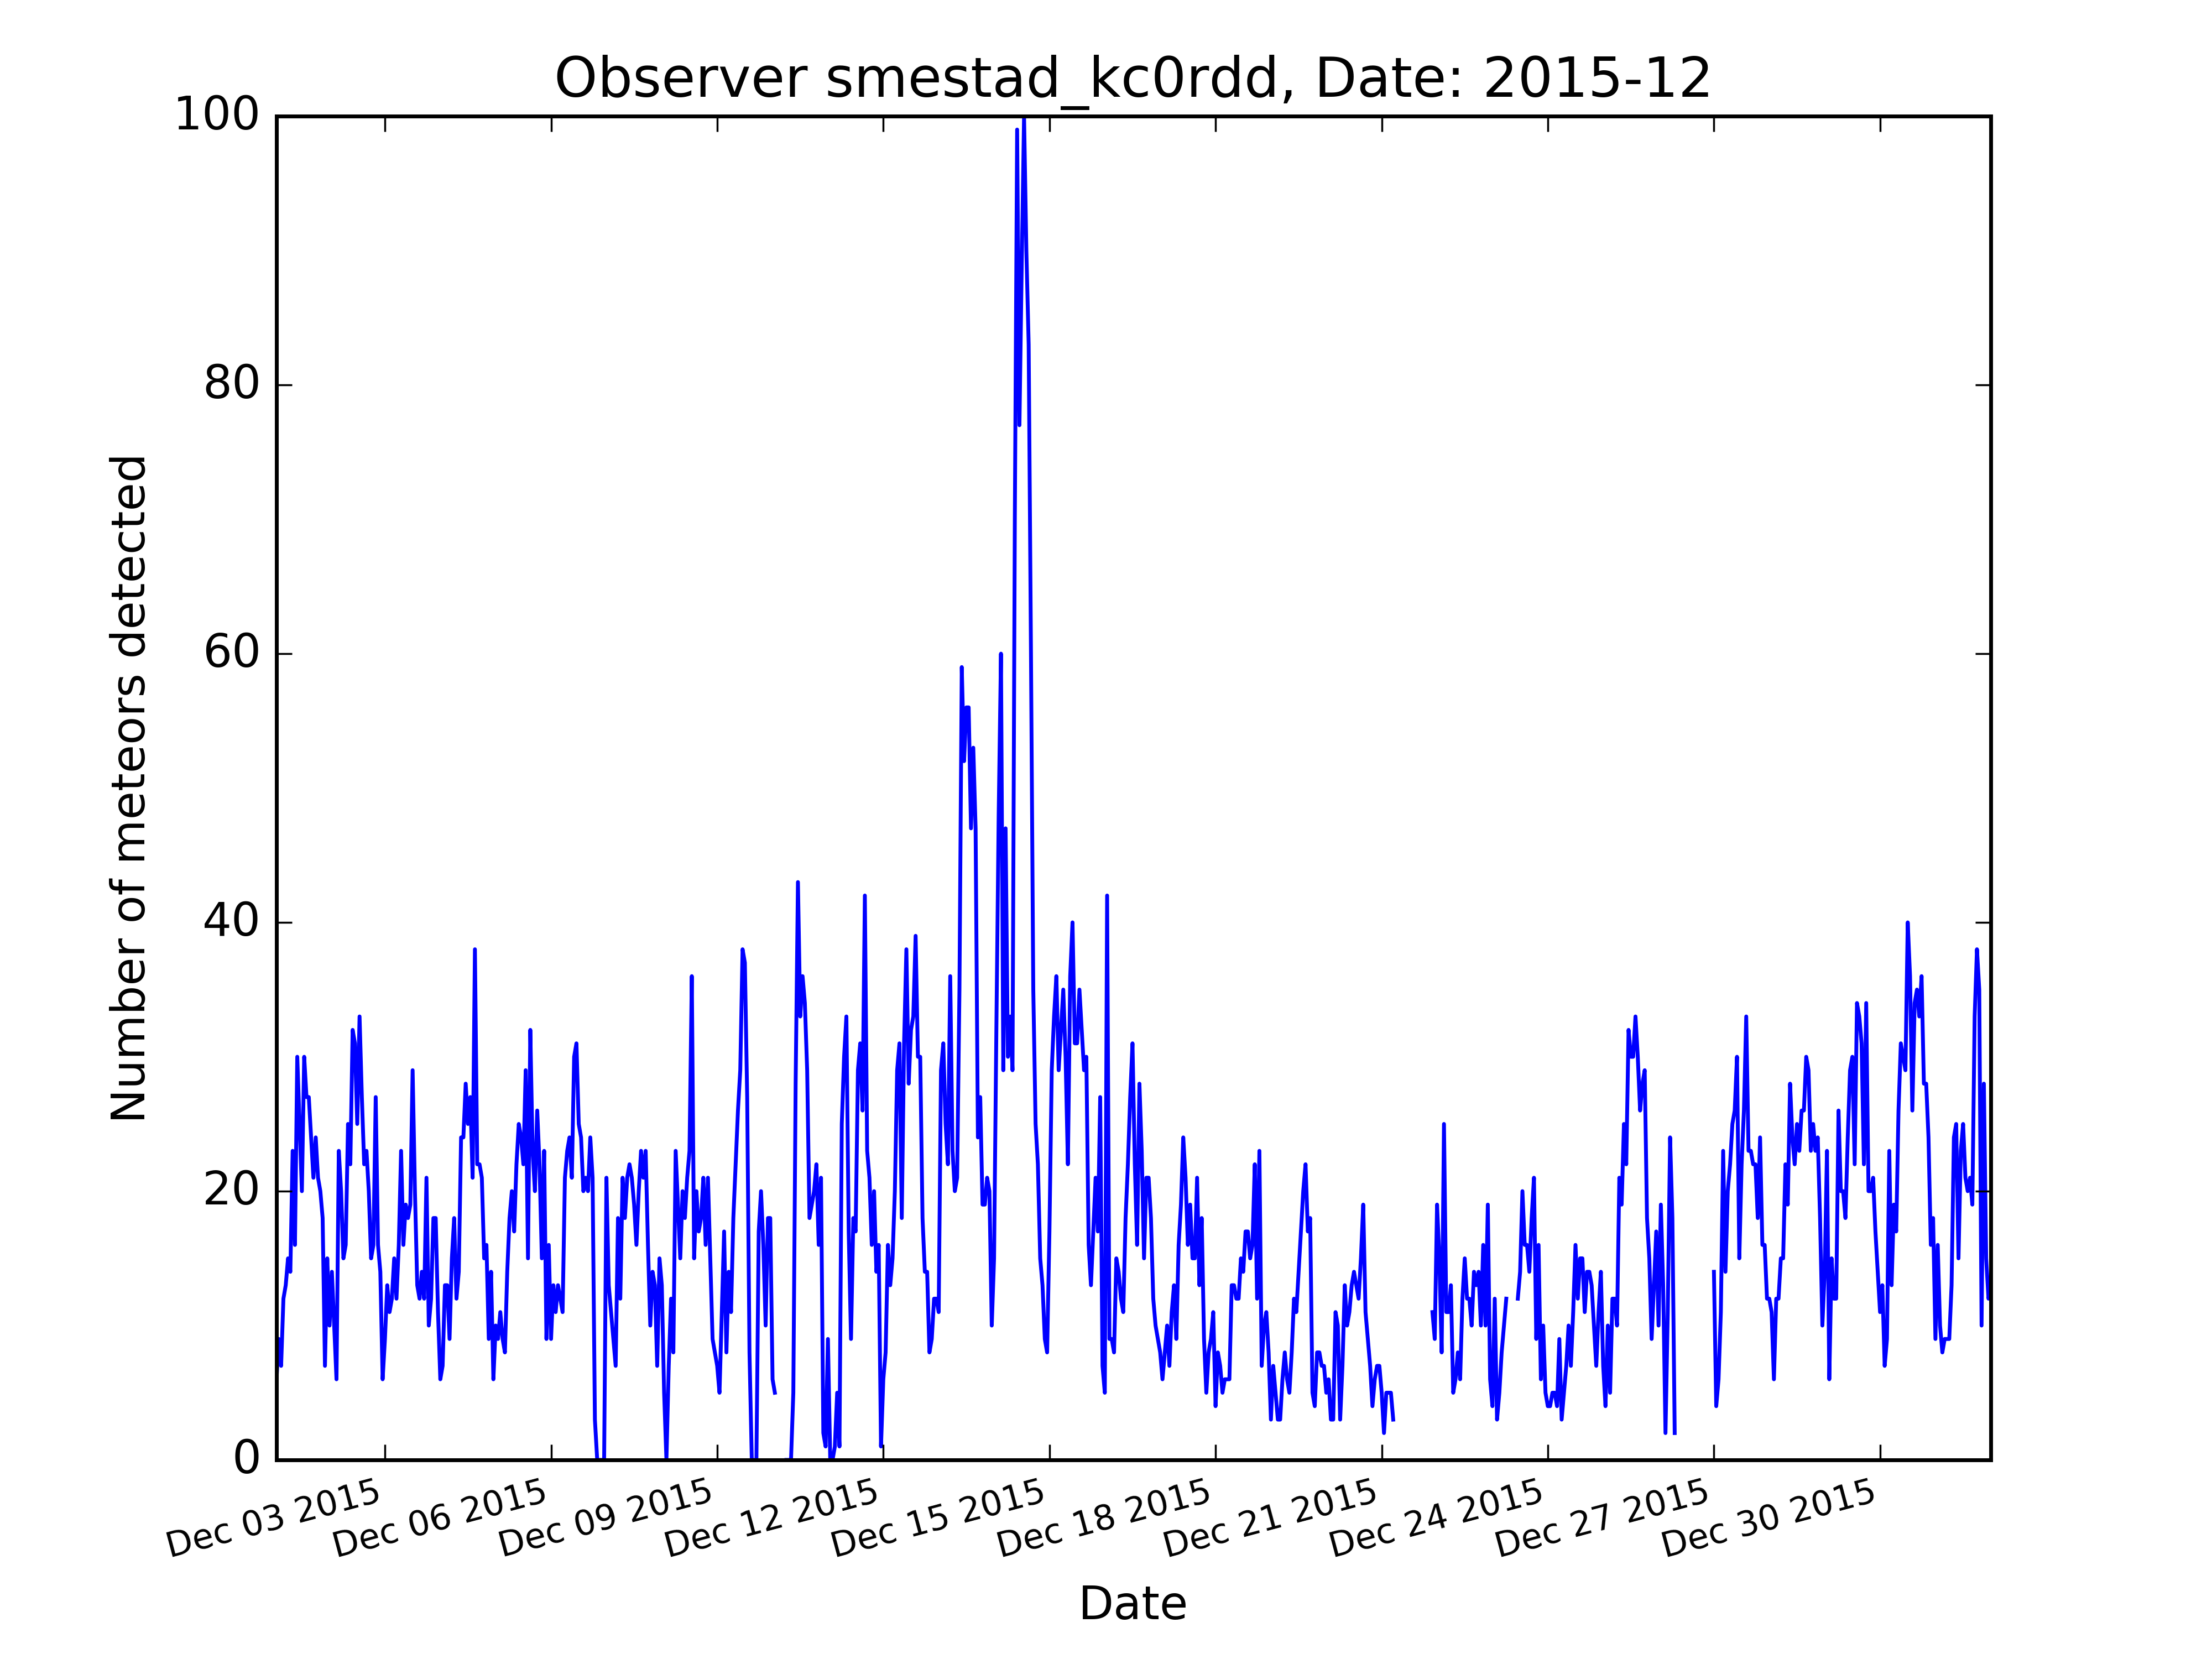 Observer smestad_kc0rdd, Date: 2015-12
100
80
60
40
20
0
Number of meteors detected
Dec 03 2015
Dec 06 2015
Dec 09 2015
Dec 12 2015
Dec 15 2015
Dec 18 2015
Dec 21 2015
Dec 24 2015
Dec 27 2015
Dec 30 2015
Date